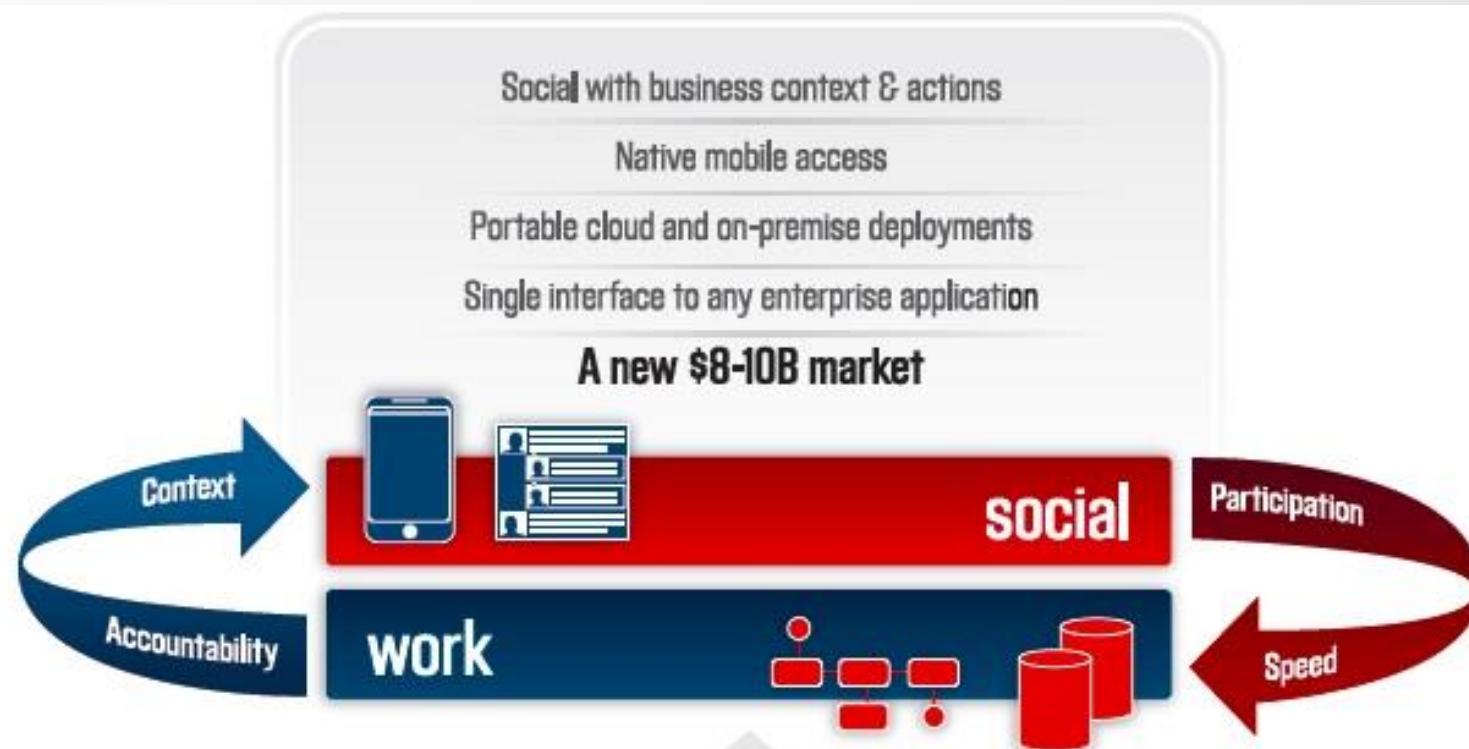 Social with business context & actions
Native mobile access
Portable cloud and on-premise deployments
Single interface to any enterprise application
A new $8-10B market
Context
social
Participation
Accountability
work
Speed